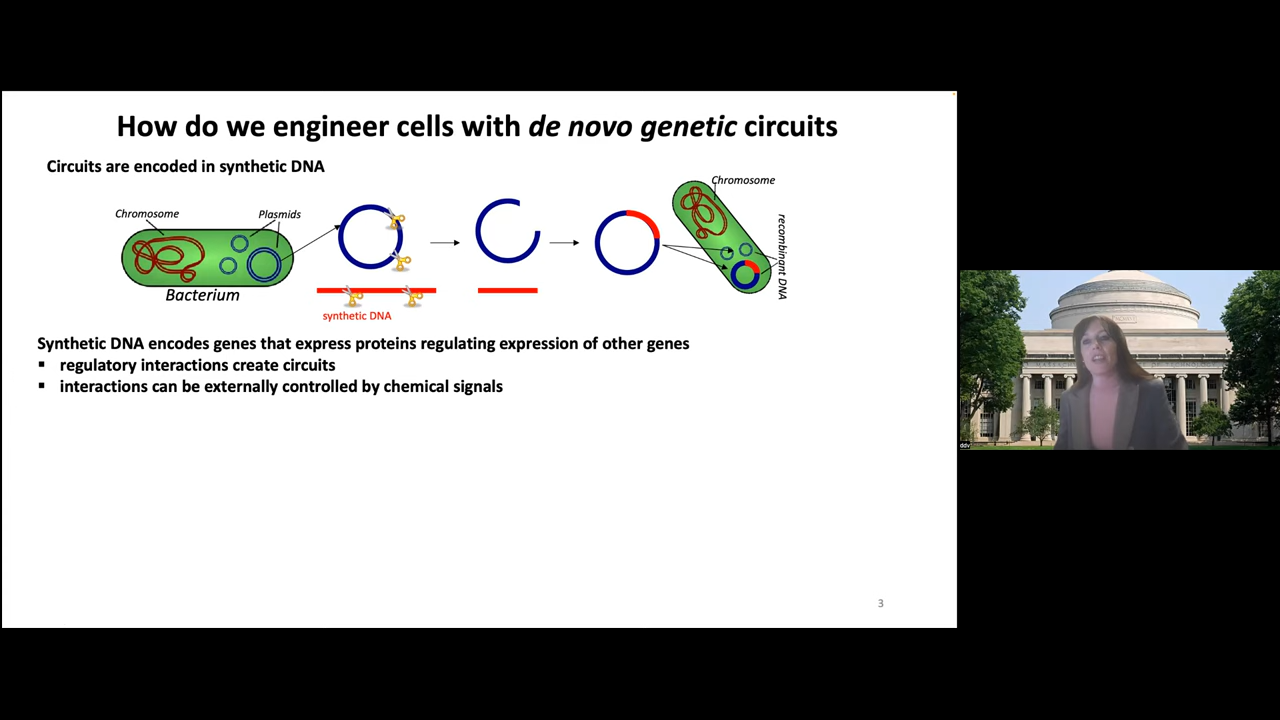 How do we engineer cells with de novo genetic circuits
Circuits are encoded in synthetic DNA
Chromosome
Plasmids
Bacterium
synthetic DNA
Chromosome
recombinant DNA
Synthetic DNA encodes genes that express proteins regulating expression of other genes
▪ regulatory interactions create circuits
▪ interactions can be externally controlled by chemical signals
3
ddv